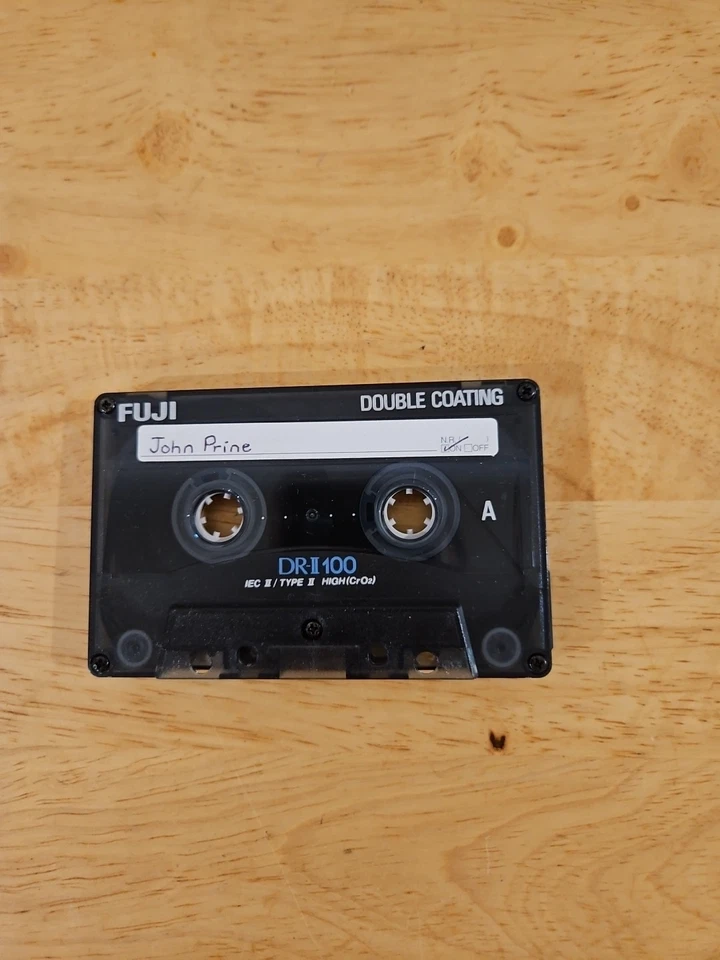 FUJI DOUBLE COATING
John Prine
N.R.
ON OFF
A
DR-II 100
IEC II / TYPE II HIGH (CrO2)